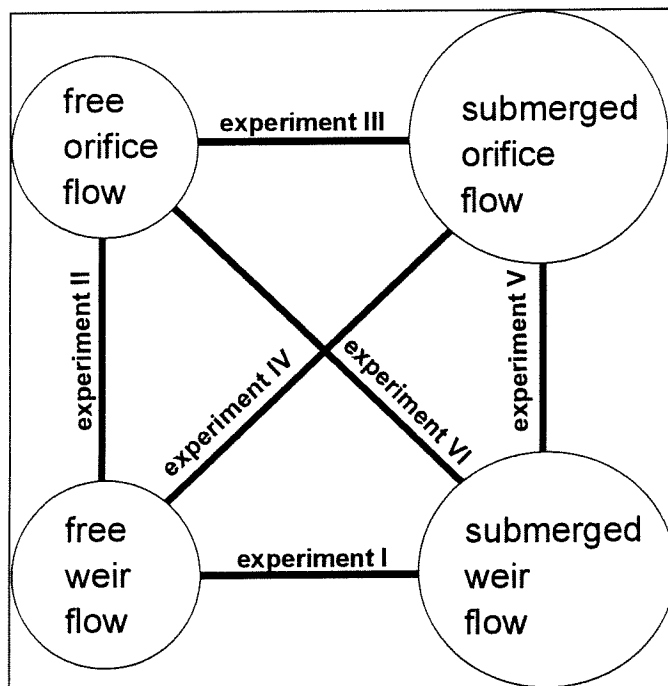 free
orifice
flow
experiment III
submerged
orifice
flow
experiment II
experiment IV
experiment VI
experiment V
free
weir
flow
experiment I
submerged
weir
flow